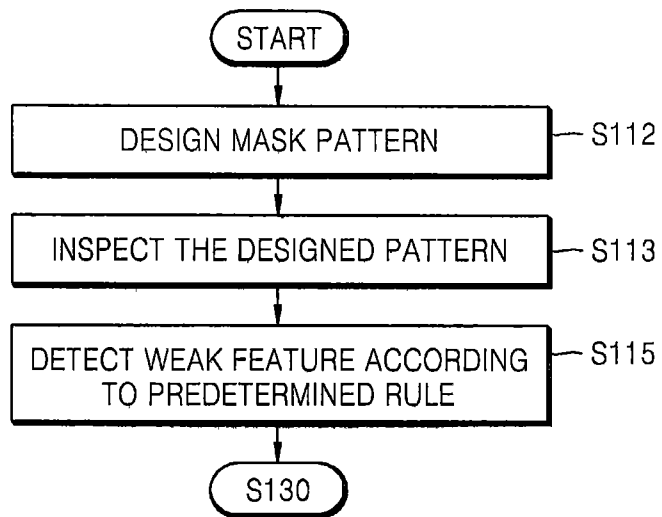 START
DESIGN MASK PATTERN
S112
INSPECT THE DESIGNED PATTERN
S113
DETECT WEAK FEATURE ACCORDING
TO PREDETERMINED RULE
S115
S130